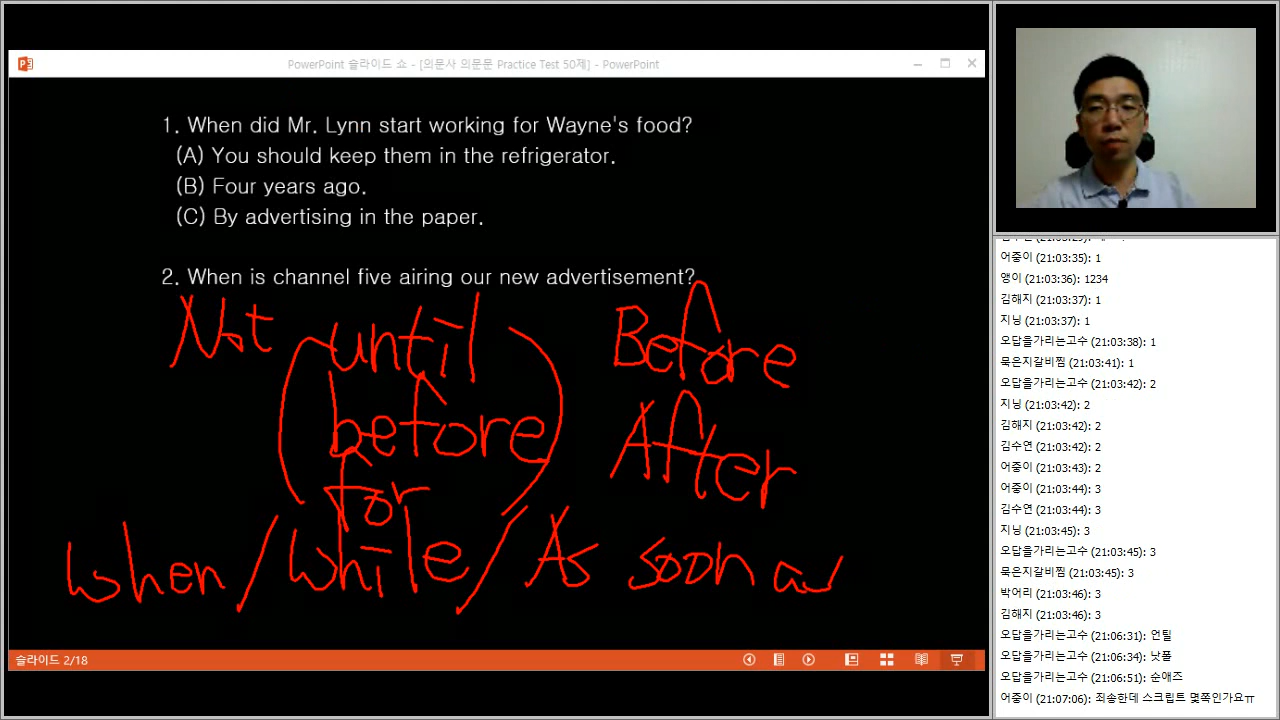 PowerPoint 슬라이드 쇼 - [의문사 의문문 Practice Test 50제] - PowerPoint
1. When did Mr. Lynn start working for Wayne's food?
(A) You should keep them in the refrigerator.
(B) Four years ago.
(C) By advertising in the paper.
2. When is channel five airing our new advertisement?
Not (until
before
for)
Before
After
when/while/As soon as
슬라이드 2/18
어중이 (21:03:35): 1
앵이 (21:03:36): 1234
김해지 (21:03:37): 1
지닝 (21:03:37): 1
오답을가리는고수 (21:03:38): 1
묵은지갈비찜 (21:03:41): 1
오답을가리는고수 (21:03:42): 2
지닝 (21:03:42): 2
김해지 (21:03:42): 2
김수연 (21:03:42): 2
어중이 (21:03:43): 2
어중이 (21:03:44): 3
김수연 (21:03:44): 3
지닝 (21:03:45): 3
오답을가리는고수 (21:03:45): 3
묵은지갈비찜 (21:03:45): 3
박어리 (21:03:46): 3
김해지 (21:03:46): 3
오답을가리는고수 (21:06:31): 언틸
오답을가리는고수 (21:06:34): 낫폴
오답을가리는고수 (21:06:51): 순애즈
어중이 (21:07:06): 죄송한데 스크립트 몇쪽인가요ㅠ